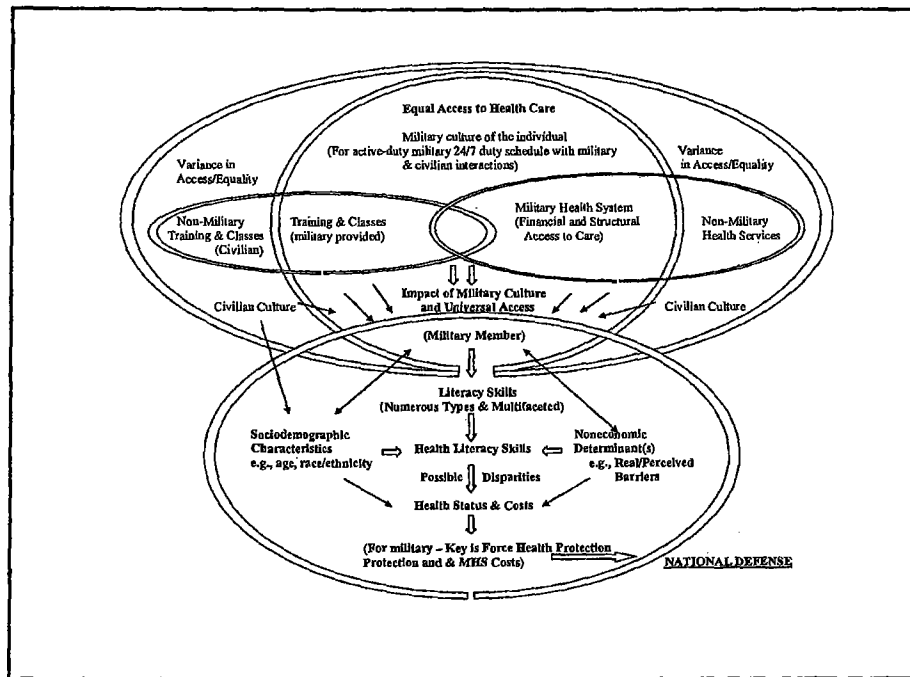 Equal Access to Health Care
Military culture of the individual
(For active-duty military 24/7 duty schedule with military
& civilian interactions)
Variance in
Access/Equality
Variance
in Access/Equality
Non-Military
Training & Classes
(Civilian)
Training & Classes
(military provided)
Military Health System
(Financial and Structural
Access to Care)
Non-Military
Health Services
Impact of Military Culture
and Universal Access
Civilian Culture
Civilian Culture
(Military Member)
Literacy Skills
(Numerous Types & Multifaceted)
Sociodemographic
Characteristics
e.g., age, race/ethnicity
Health Literacy Skills
Noneconomic
Determinant(s)
e.g., Real/Perceived
Barriers
Possible Disparities
Health Status & Costs
(For military – Key is Force Health Protection
Protection and & MHS Costs)
NATIONAL DEFENSE